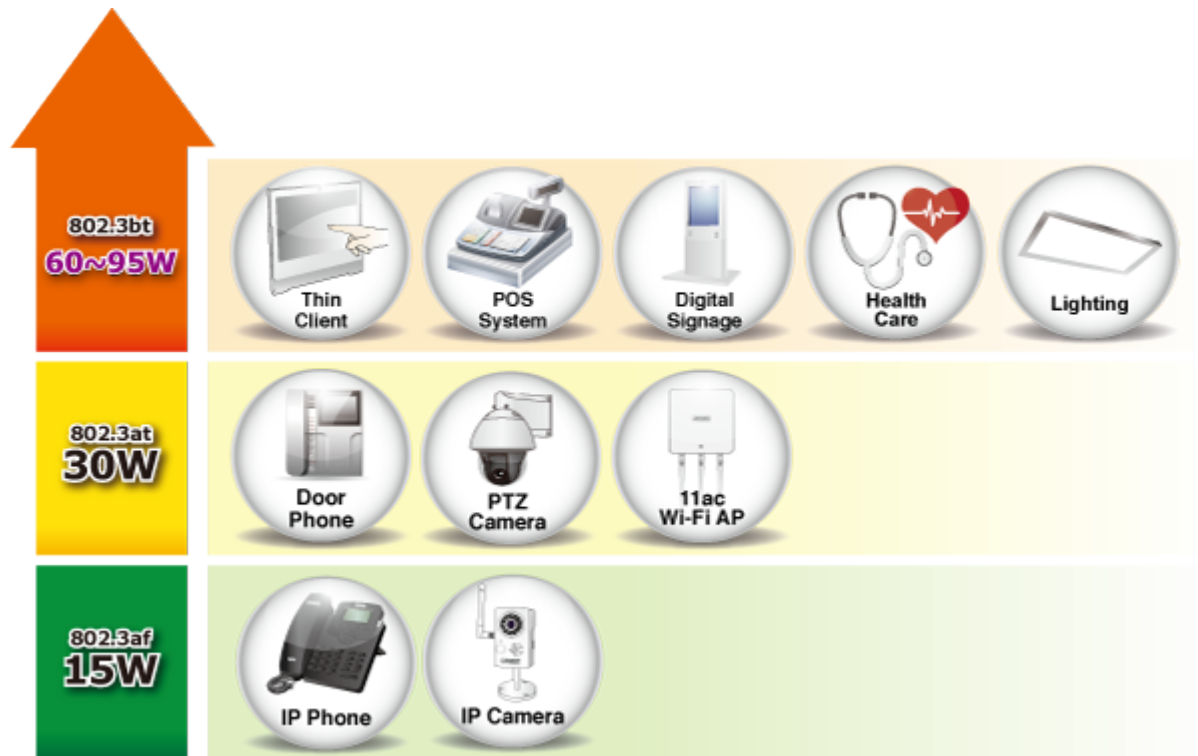 802.3bt
60~95W
Thin
Client
POS
System
Digital
Signage
Health
Care
Lighting
802.3at
30W
Door
Phone
PTZ
Camera
11ac
Wi-Fi AP
802.3af
15W
IP Phone
IP Camera